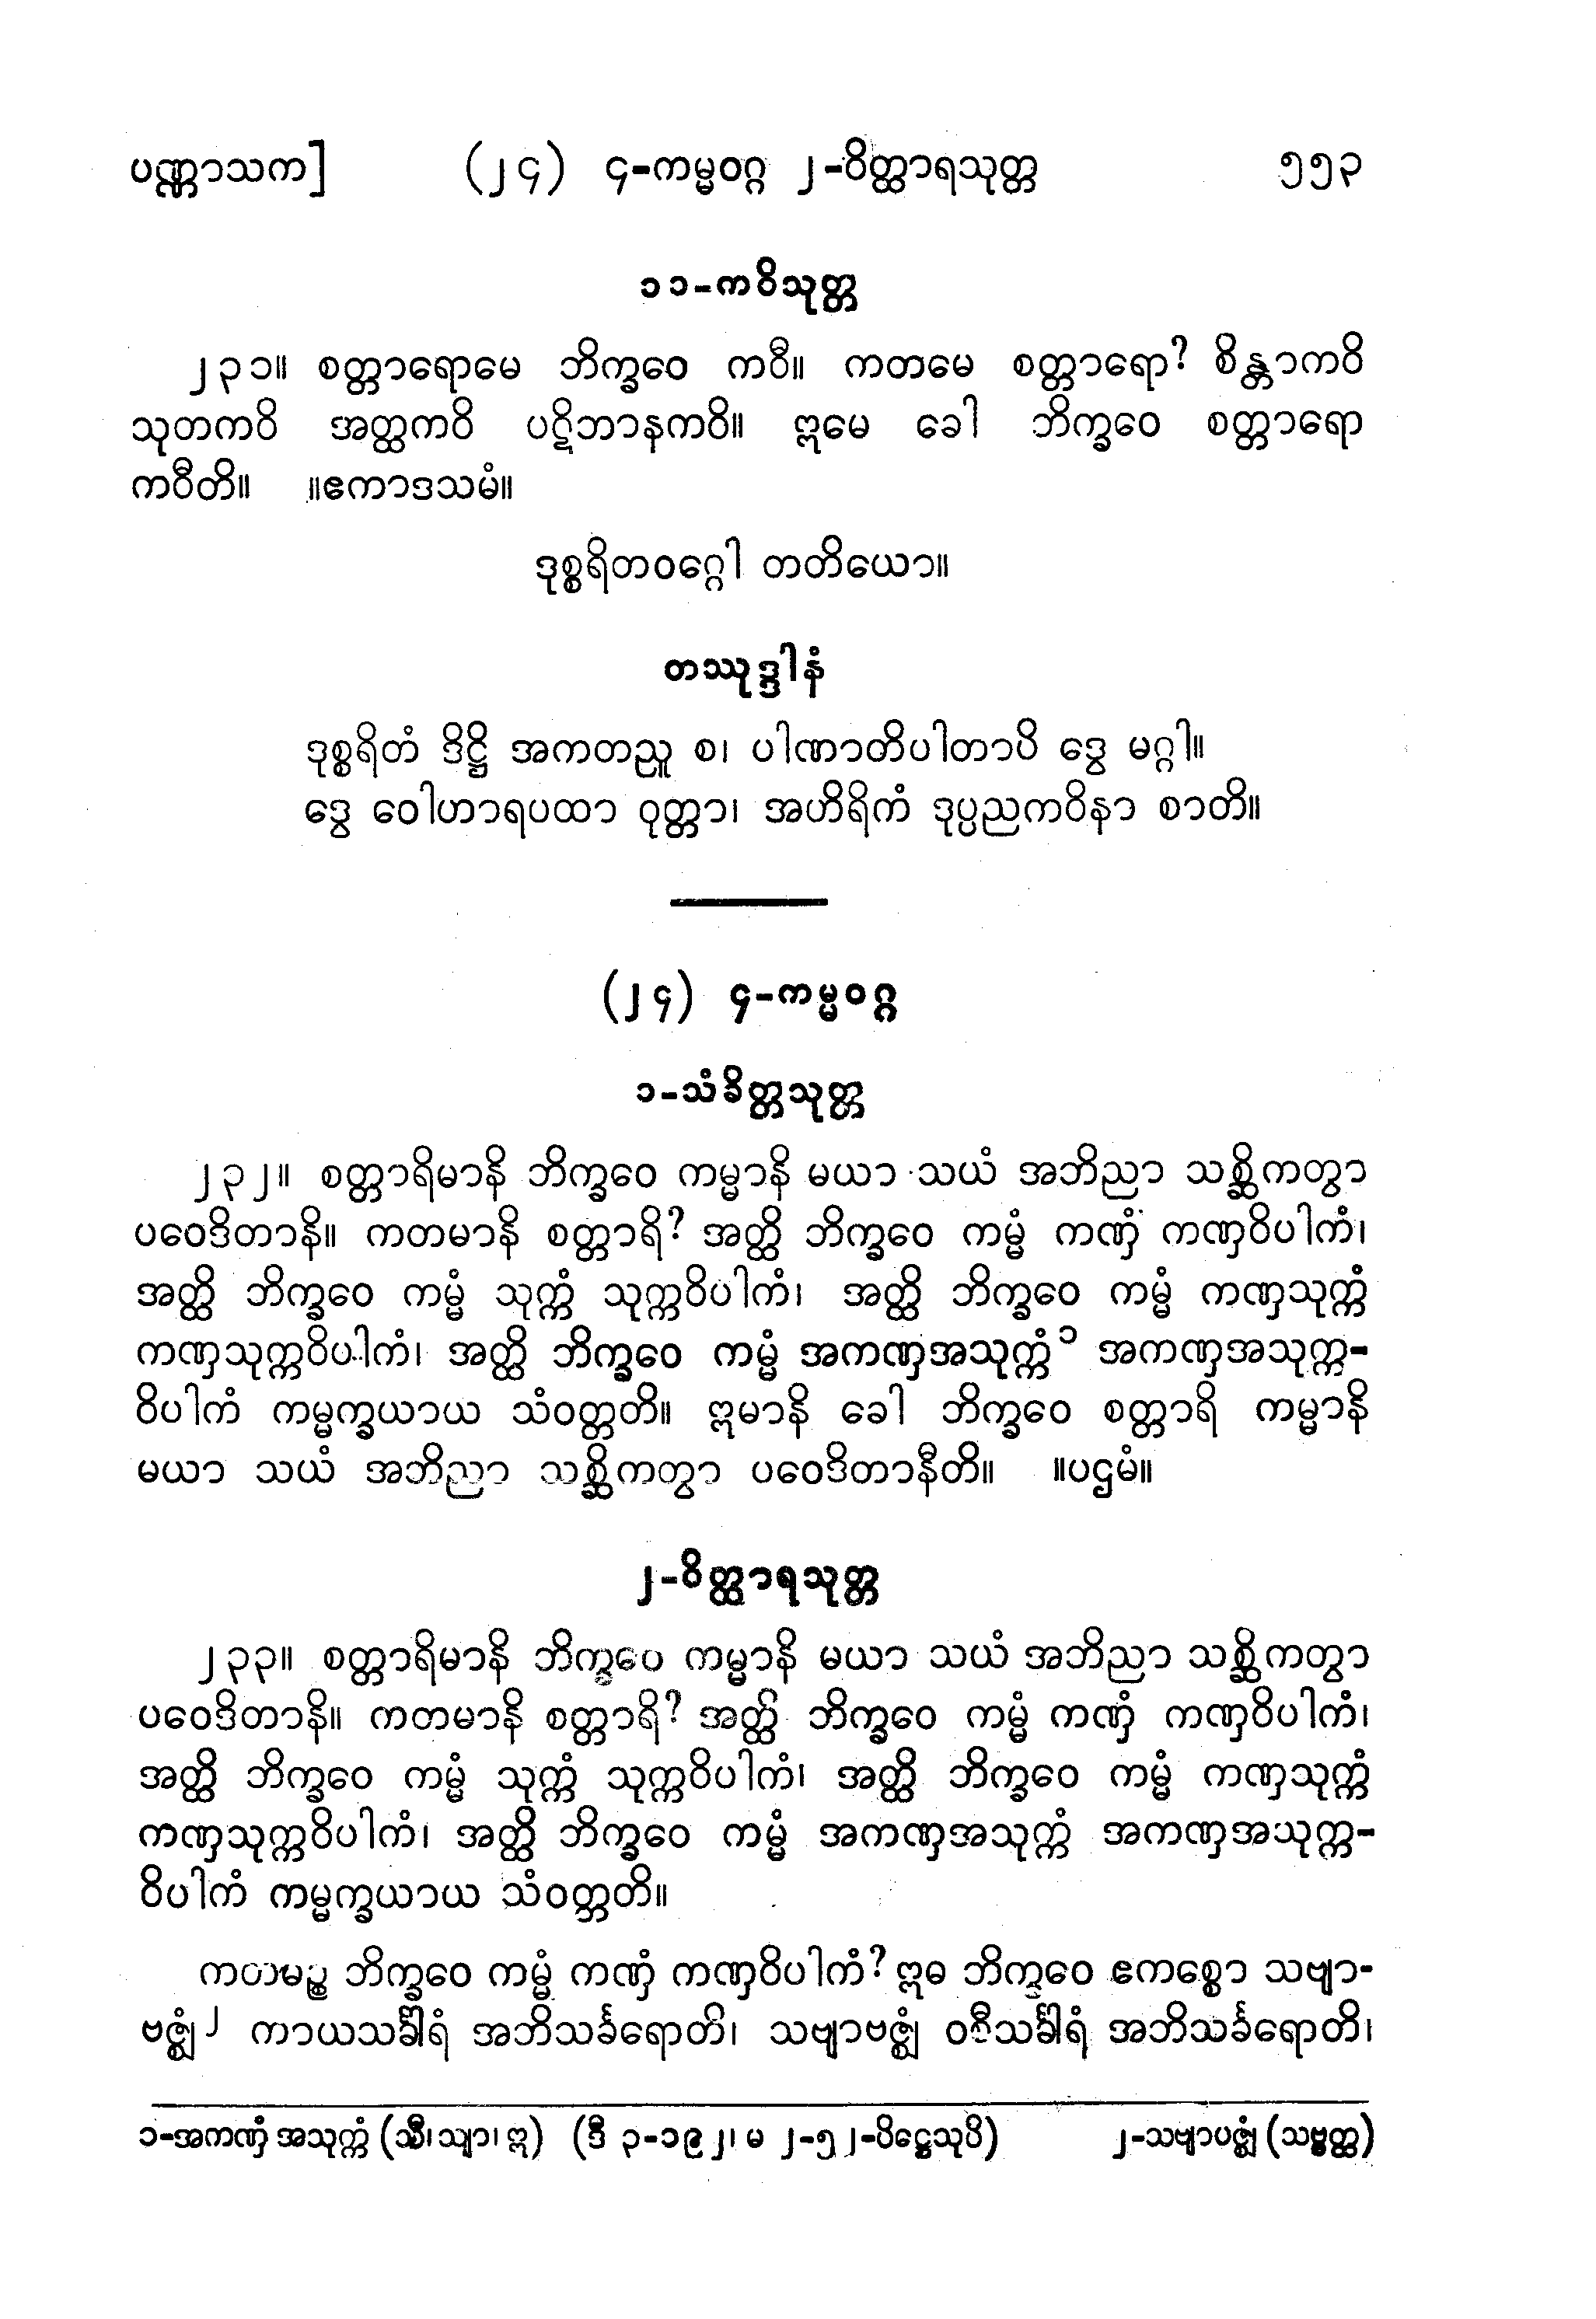 ပဏ္ဏာသက] (၂၄) ၄-ကမ္မဝဂ္ဂ ၂-ဝိတ္ထာရသုတ္တ ၅၅၃
၁၁-ကဝိသုတ္တ
၂၃၁။ စတ္တာရောမေ ဘိက္ခဝေ ကဝီ။ ကတမေ စတ္တာရော? စိန္တာကဝိ
သုတကဝိ အတ္ထကဝိ ပဋိဘာနကဝိ။ ဣမေ ခေါ ဘိက္ခဝေ စတ္တာရော
ကဝီတိ။ ။ဧကာဒသမံ။
ဒုစ္စရိတဝဂ္ဂေါ တတိယော။
တဿုဒ္ဒါနံ
ဒုစ္စရိတံ ဒိဋ္ဌိ အကတညူ စ၊ ပါဏာတိပါတာပိ ဒွေ မဂ္ဂါ။
ဒွေ ဝေါဟာရပထာ ဝုတ္တာ၊ အဟိရိကံ ဒုပ္ပညကဝိနာ စာတိ။
(၂၄) ၄-ကမ္မဝဂ္ဂ
၁-သံခိတ္တသုတ္တ
၂၃၂။ စတ္တာရိမာနိ ဘိက္ခဝေ ကမ္မာနိ မယာ သယံ အဘိညာ သစ္ဆိကတွာ
ပဝေဒိတာနိ။ ကတမာနိ စတ္တာရိ? အတ္ထိ ဘိက္ခဝေ ကမ္မံ ကဏှံ ကဏှဝိပါကံ၊
အတ္ထိ ဘိက္ခဝေ ကမ္မံ သုက္ကံ သုက္ကဝိပါကံ၊ အတ္ထိ ဘိက္ခဝေ ကမ္မံ ကဏှသုက္ကံ
ကဏှသုက္ကဝိပါကံ၊ အတ္ထိ ဘိက္ခဝေ ကမ္မံ အကဏှအသုက္ကံ၁ အကဏှအသုက္က-
ဝိပါကံ ကမ္မက္ခယာယ သံဝတ္တတိ။ ဣမာနိ ခေါ ဘိက္ခဝေ စတ္တာရိ ကမ္မာနိ
မယာ သယံ အဘိညာ သစ္ဆိကတွာ ပဝေဒိတာနီတိ။ ။ပဌမံ။
၂-ဝိတ္ထာရသုတ္တ
၂၃၃။ စတ္တာရိမာနိ ဘိက္ခဝေ ကမ္မာနိ မယာ သယံ အဘိညာ သစ္ဆိကတွာ
ပဝေဒိတာနိ။ ကတမာနိ စတ္တာရိ? အတ္ထိ ဘိက္ခဝေ ကမ္မံ ကဏှံ ကဏှဝိပါကံ၊
အတ္ထိ ဘိက္ခဝေ ကမ္မံ သုက္ကံ သုက္ကဝိပါကံ၊ အတ္ထိ ဘိက္ခဝေ ကမ္မံ ကဏှသုက္ကံ
ကဏှသုက္ကဝိပါကံ၊ အတ္ထိ ဘိက္ခဝေ ကမ္မံ အကဏှအသုက္ကံ အကဏှအသုက္က-
ဝိပါကံ ကမ္မက္ခယာယ သံဝတ္တတိ။
ကတမဉ္စ ဘိက္ခဝေ ကမ္မံ ကဏှံ ကဏှဝိပါကံ? ဣဓ ဘိက္ခဝေ ဧကစ္စော သဗျာ-
ဗဇ္ဈံ၂ ကာယသင်္ခါရံ အဘိသင်္ခရောတိ၊ သဗျာဗဇ္ဈံ ဝစီသင်္ခါရံ အဘိသင်္ခရောတိ၊
၁-အကဏှံ အသုက္ကံ (သီ၊ သျာ၊ ဣ) (ဒီ ၃-၁၉၂၊ မ ၂-၅၂-ပိဋ္ဌေသုပိ) ၂-သဗျာပဇ္ဈံ (သဗ္ဗတ္ထ)